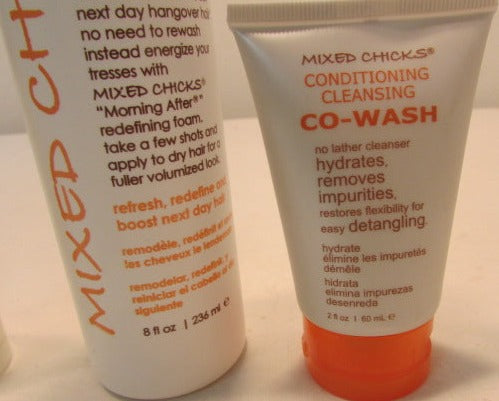 MIXED CH
next day hangover hai
no need to rewash
instead energize your
tresses with
MIXED CHICKS®
"Morning After®"
redefining foam.
take a few shots and
apply to dry hair for a
fuller volumized look.
refresh, redefine and
boost next day hai
remodèle, redéfinit et
les cheveux le lendemain
remodelar, redefinir, y
reiniciar el cabello al
siguiente
8 fl oz | 236 ml e
MIXED CHICKS®
CONDITIONING
CLEANSING
CO-WASH
no lather cleanser
hydrates,
removes
impurities,
restores flexibility for
easy detangling.
hydrate
élimine les impuretés
démêle
hidrata
elimina impurezas
desenreda
2 fl oz | 60 mL e